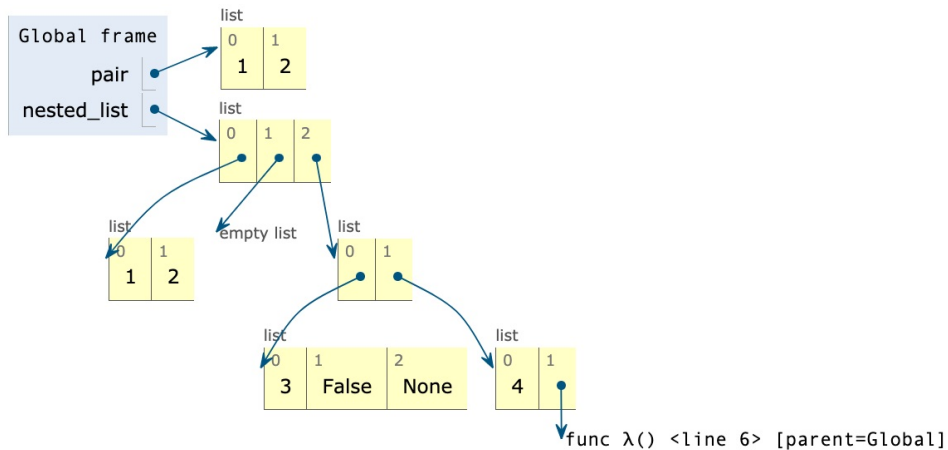 list
Global frame
0 1
pair 1 2
nested_list
list
0 1 2
list
empty list
list
0 1
1 2
0 1
list
list
0 1 2
3 False None
0 1
4
func λ() <line 6> [parent=Global]